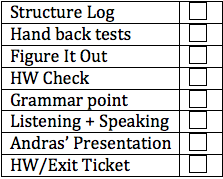 Structure Log
Hand back tests
Figure It Out
HW Check
Grammar point
Listening + Speaking
Andras’ Presentation
HW/Exit Ticket